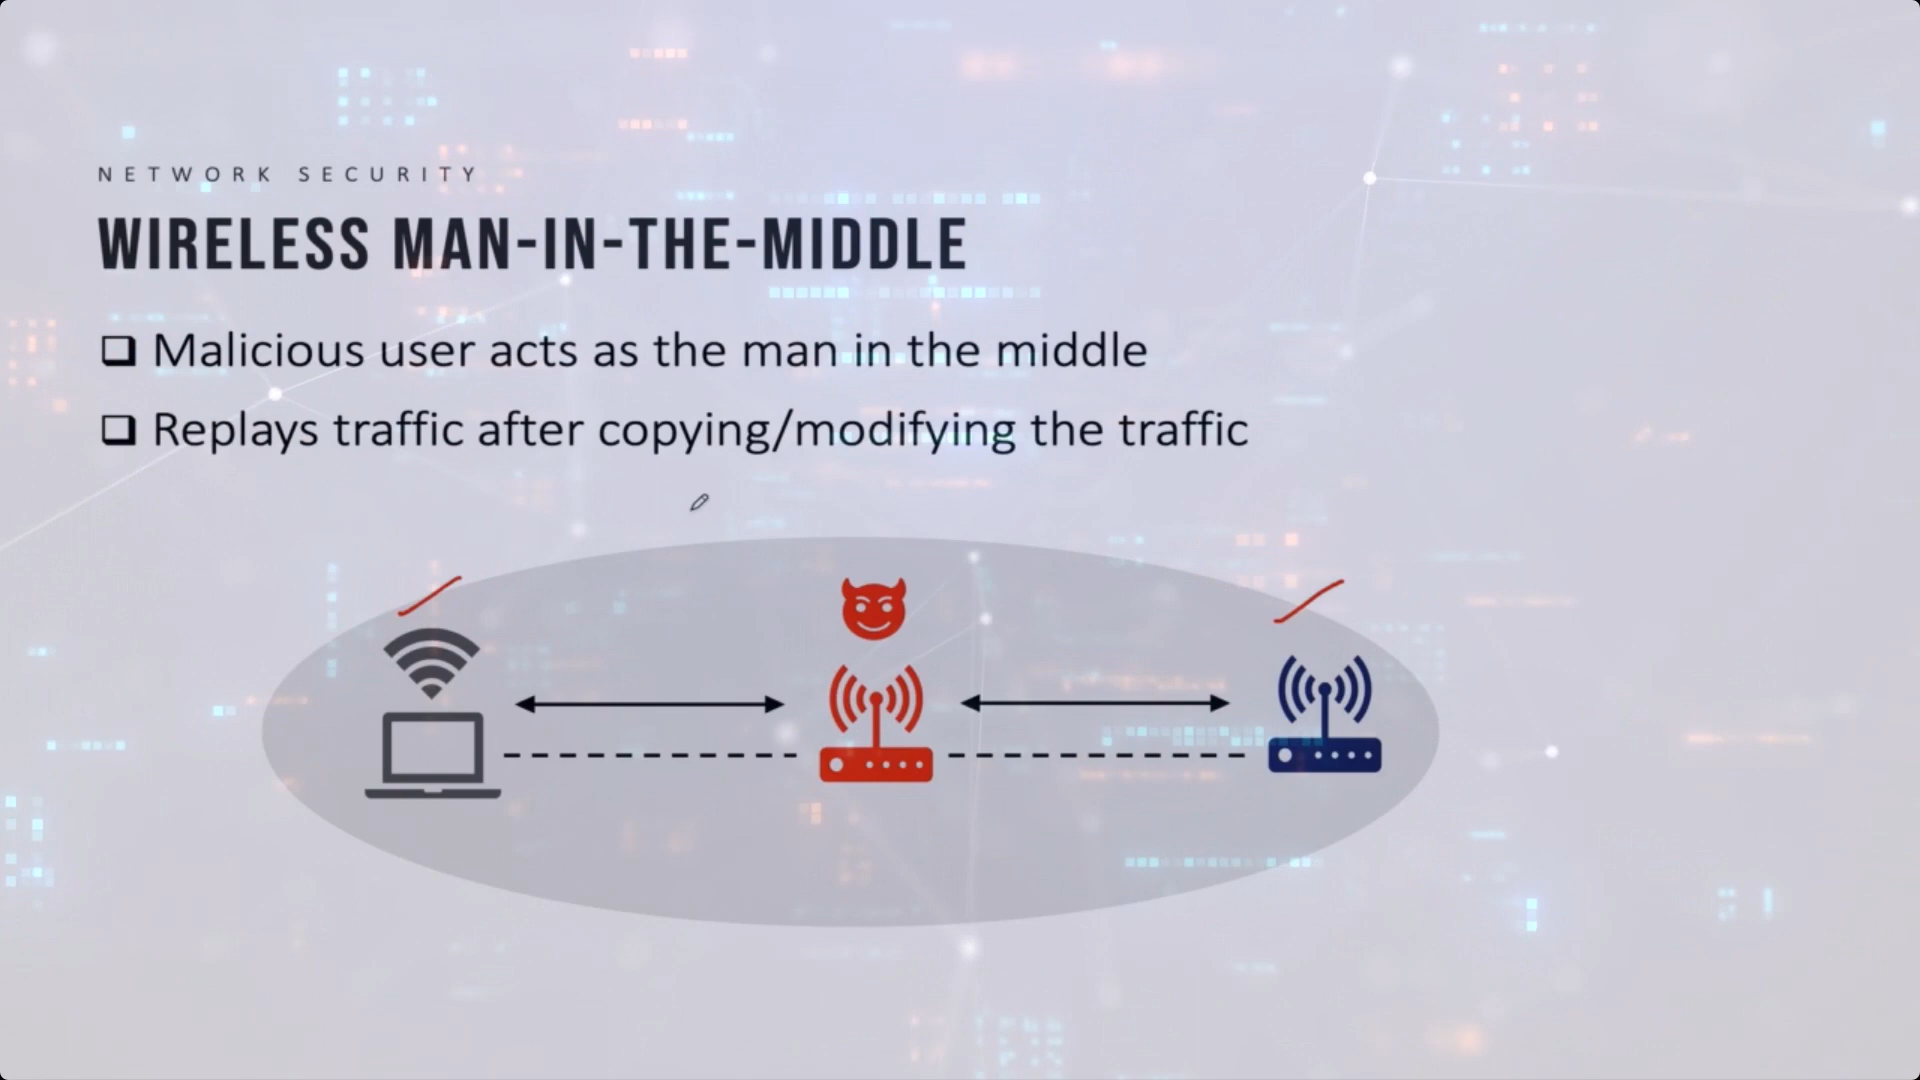 NETWORK SECURITY
WIRELESS MAN-IN-THE-MIDDLE
Malicious user acts as the man in the middle
Replays traffic after copying/modifying the traffic